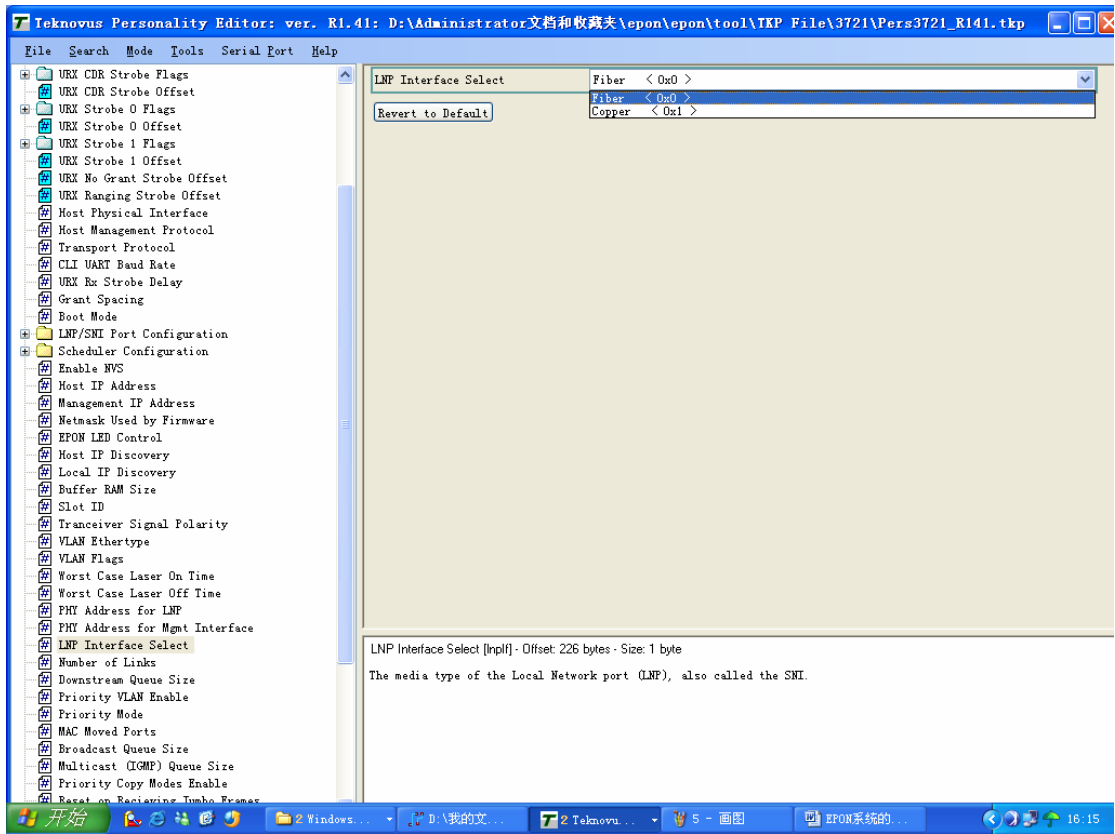 Teknovus Personality Editor: ver. R1.41: D:\Administrator文档和收藏夹\epon\epon\tool\TKP File\3721\Pers3721_R141.tkp
File Search Mode Tools Serial Port Help
URX CDR Strobe Flags
URX CDR Strobe Offset
URX Strobe 0 Flags
URX Strobe 0 Offset
URX Strobe 1 Flags
URX Strobe 1 Offset
URX No Grant Strobe Offset
URX Ranging Strobe Offset
Host Physical Interface
Host Management Protocol
Transport Protocol
CLI UART Baud Rate
URX Rx Strobe Delay
Grant Spacing
Boot Mode
LNP/SNI Port Configuration
Scheduler Configuration
Enable NVS
Host IP Address
Management IP Address
Netmask Used by Firmware
EPON LED Control
Host IP Discovery
Local IP Discovery
Buffer RAM Size
Slot ID
Tranceiver Signal Polarity
VLAN Ethertype
VLAN Flags
Worst Case Laser On Time
Worst Case Laser Off Time
PHY Address for LNP
PHY Address for Mgmt Interface
LNP Interface Select
Number of Links
Downstream Queue Size
Priority VLAN Enable
Priority Mode
MAC Moved Ports
Broadcast Queue Size
Multicast (IGMP) Queue Size
Priority Copy Modes Enable
Reset on Recieving Jumbo Frames
LNP Interface Select
Fiber < 0x0 >
Fiber < 0x0 >
Copper < 0x1 >
Revert to Default
LNP Interface Select [lnpIf] - Offset: 226 bytes - Size: 1 byte
The media type of the Local Network port (LNP), also called the SNI.
开始 2 Windows... D:\我的文... 2 Teknovu... 5 - 画图 EPON系统的... 16:15